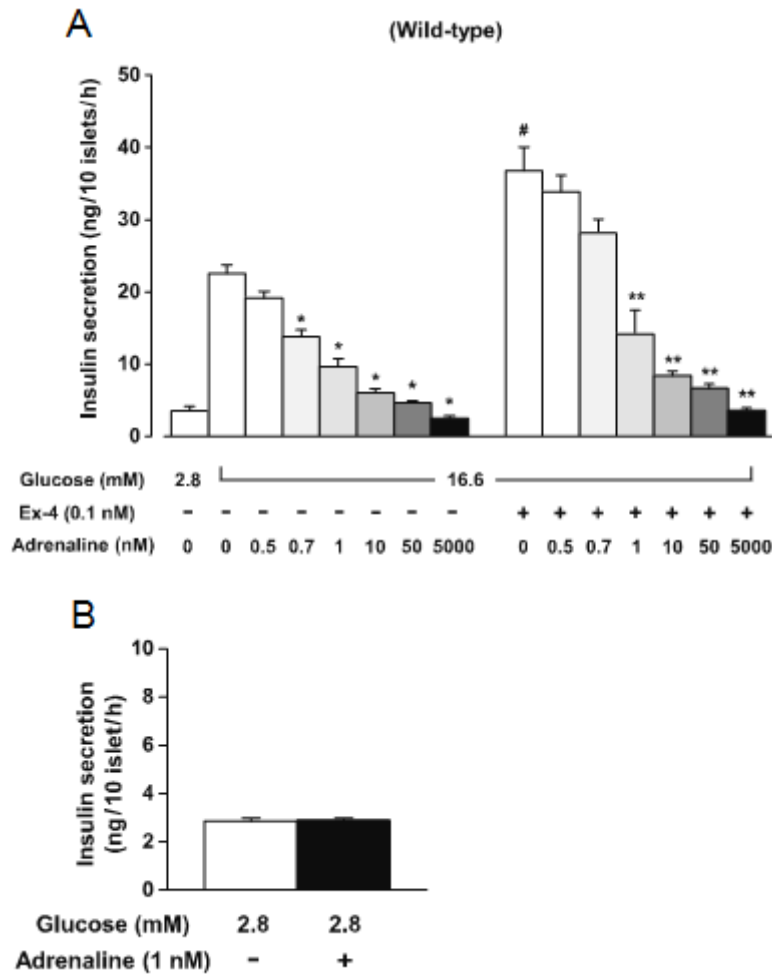 A
(Wild-type)
Insulin secretion (ng/10 islets/h)
50
40
30
20
10
0
* * * * *
# ** ** ** **
Glucose (mM) 2.8 16.6
Ex-4 (0.1 nM) - - - - - - - - + + + + + + +
Adrenaline (nM) 0 0 0.5 0.7 1 10 50 5000 0 0.5 0.7 1 10 50 5000
B
Insulin secretion
(ng/10 islet/h)
10
8
6
4
2
0
Glucose (mM) 2.8 2.8
Adrenaline (1 nM) - +